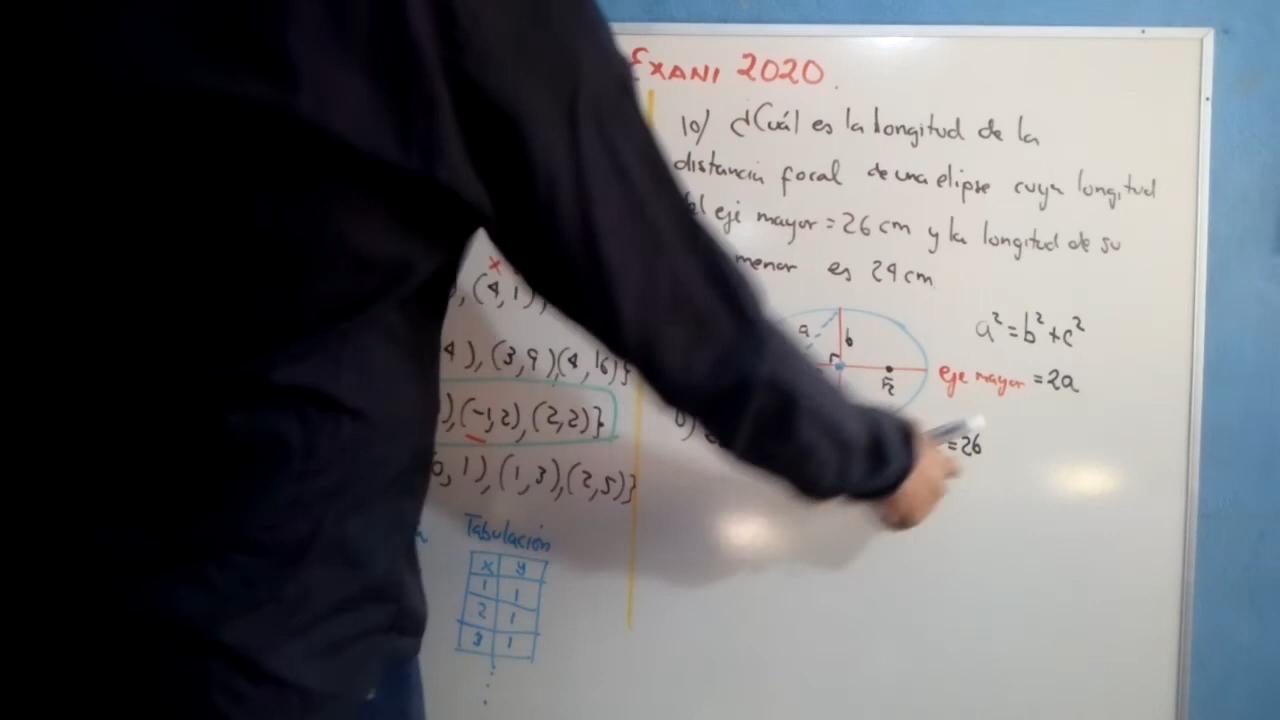 EXANI 2020.
10) ¿Cuál es la longitud de la
distancia focal de una elipse cuya longitud
eje mayor = 26 cm y la longitud de su
menor es 24 cm
x
(4,1),
4), (3,9)(4,16)}
),(-1,2),(2,2)}
0,1),(1,3),(2,5)}
Tabulación
x y
1 1
2 1
3 1
a b
F2
a² = b² + c²
eje mayor = 2a
= 26